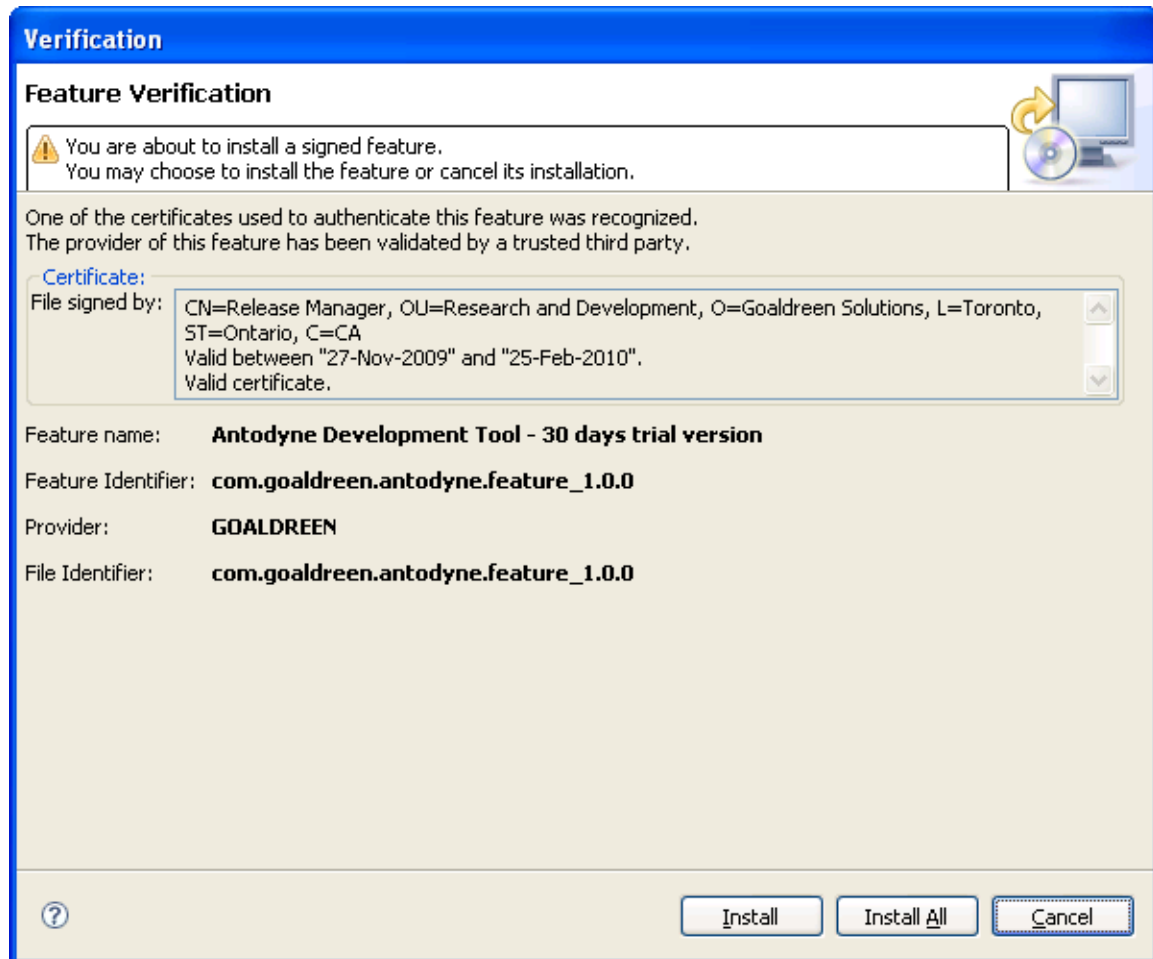 Verification
Feature Verification
You are about to install a signed feature.
You may choose to install the feature or cancel its installation.
One of the certificates used to authenticate this feature was recognized.
The provider of this feature has been validated by a trusted third party.
Certificate:
File signed by:
CN=Release Manager, OU=Research and Development, O=Goaldreen Solutions, L=Toronto,
ST=Ontario, C=CA
Valid between "27-Nov-2009" and "25-Feb-2010".
Valid certificate.
Feature name: Antodyne Development Tool - 30 days trial version
Feature Identifier: com.goaldreen.antodyne.feature_1.0.0
Provider: GOALDREEN
File Identifier: com.goaldreen.antodyne.feature_1.0.0
? Install Install All Cancel